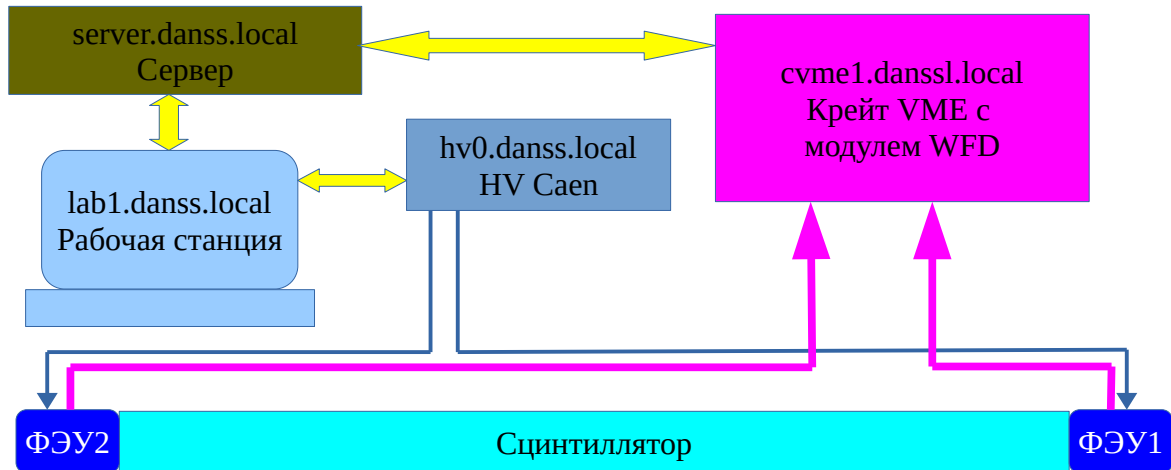 server.danss.local
Сервер
cvme1.danssl.local
Крейт VME с
модулем WFD
hv0.danss.local
HV Caen
lab1.danss.local
Рабочая станция
ФЭУ2
Сцинтиллятор
ФЭУ1